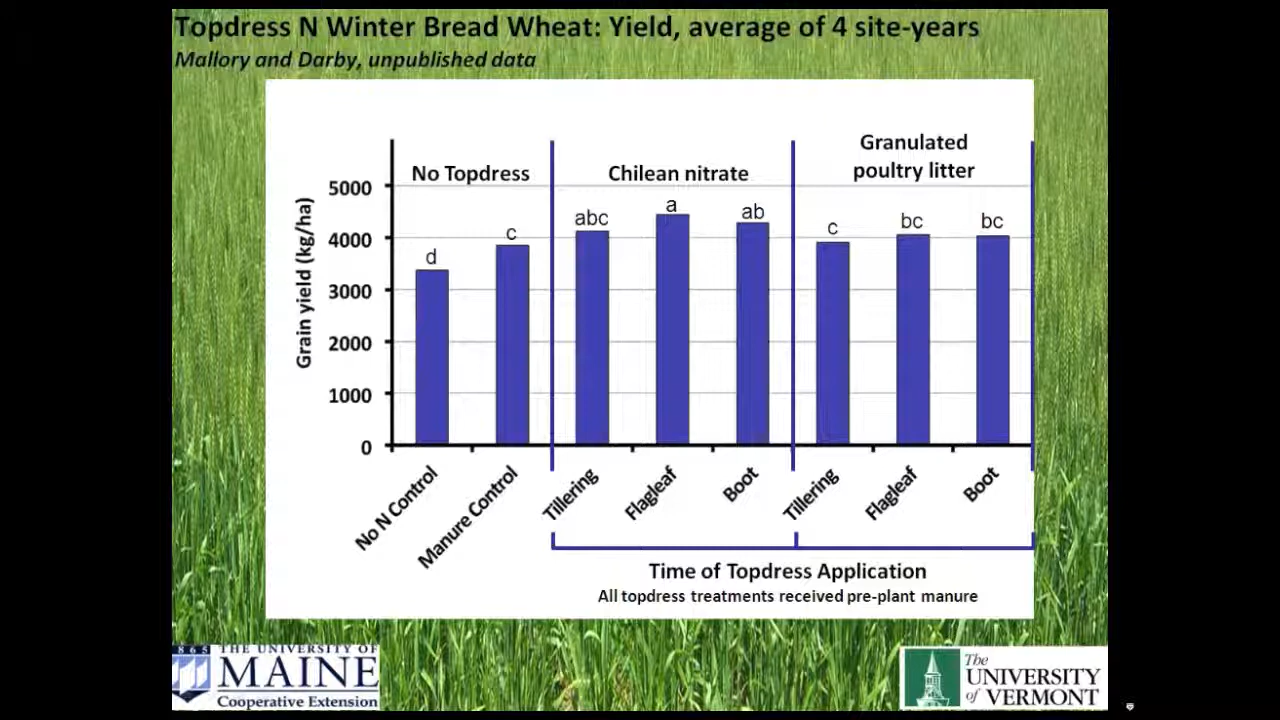 Topdress N Winter Bread Wheat: Yield, average of 4 site-years
Mallory and Darby, unpublished data
No Topdress
Chilean nitrate
Granulated
poultry litter
Grain yield (kg/ha)
5000
4000
3000
2000
1000
0
d
c
abc
a
ab
c
bc
bc
No N Control
Manure Control
Tillering
Flagleaf
Boot
Tillering
Flagleaf
Boot
Time of Topdress Application
All topdress treatments received pre-plant manure
1865
THE UNIVERSITY OF
MAINE
Cooperative Extension
The
UNIVERSITY
of VERMONT